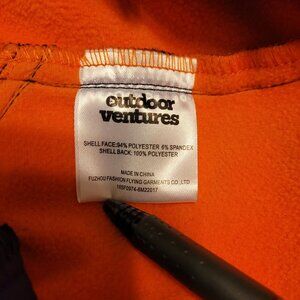 outdoor
ventures
SHELL FACE:94% POLYESTER 6% SPANDEX
SHELL BACK: 100% POLYESTER
MADE IN CHINA
FUZHOU FASHION FLYING GARMENTS CO.,LTD